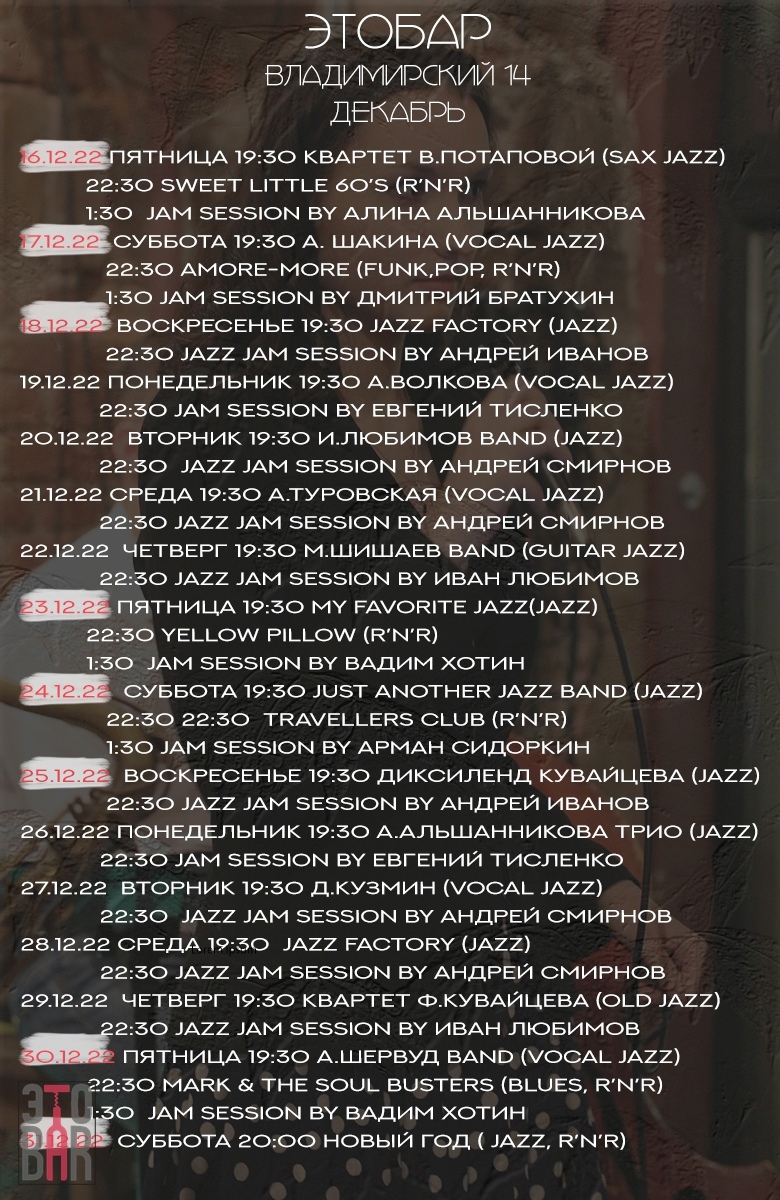 ЭТОБАР
ВЛАДИМИРСКИЙ 14
ДЕКАБРЬ
16.12.22 ПЯТНИЦА 19:30 КВАРТЕТ В.ПОТАПОВОЙ (SAX JAZZ)
22:30 SWEET LITTLE 60'S (R'N'R)
1:30 JAM SESSION BY АЛИНА АЛЬШАННИКОВА
17.12.22 СУББОТА 19:30 А. ШАКИНА (VOCAL JAZZ)
22:30 AMORE-MORE (FUNK,POP, R'N'R)
1:30 JAM SESSION BY ДМИТРИЙ БРАТУХИН
18.12.22 ВОСКРЕСЕНЬЕ 19:30 JAZZ FACTORY (JAZZ)
22:30 JAZZ JAM SESSION BY АНДРЕЙ ИВАНОВ
19.12.22 ПОНЕДЕЛЬНИК 19:30 А.ВОЛКОВА (VOCAL JAZZ)
22:30 JAM SESSION BY ЕВГЕНИЙ ТИСЛЕНКО
20.12.22 ВТОРНИК 19:30 И.ЛЮБИМОВ BAND (JAZZ)
22:30 JAZZ JAM SESSION BY АНДРЕЙ СМИРНОВ
21.12.22 СРЕДА 19:30 А.ТУРОВСКАЯ (VOCAL JAZZ)
22:30 JAZZ JAM SESSION BY АНДРЕЙ СМИРНОВ
22.12.22 ЧЕТВЕРГ 19:30 М.ШИШАЕВ BAND (GUITAR JAZZ)
22:30 JAZZ JAM SESSION BY ИВАН ЛЮБИМОВ
23.12.22 ПЯТНИЦА 19:30 MY FAVORITE JAZZ(JAZZ)
22:30 YELLOW PILLOW (R'N'R)
1:30 JAM SESSION BY ВАДИМ ХОТИН
24.12.22 СУББОТА 19:30 JUST ANOTHER JAZZ BAND (JAZZ)
22:30 22:30 TRAVELLERS CLUB (R'N'R)
1:30 JAM SESSION BY АРМАН СИДОРКИН
25.12.22 ВОСКРЕСЕНЬЕ 19:30 ДИКСИЛЕНД КУВАЙЦЕВА (JAZZ)
22:30 JAZZ JAM SESSION BY АНДРЕЙ ИВАНОВ
26.12.22 ПОНЕДЕЛЬНИК 19:30 А.АЛЬШАННИКОВА ТРИО (JAZZ)
22:30 JAM SESSION BY ЕВГЕНИЙ ТИСЛЕНКО
27.12.22 ВТОРНИК 19:30 Д.КУЗМИН (VOCAL JAZZ)
22:30 JAZZ JAM SESSION BY АНДРЕЙ СМИРНОВ
28.12.22 СРЕДА 19:30 JAZZ FACTORY (JAZZ)
22:30 JAZZ JAM SESSION BY АНДРЕЙ СМИРНОВ
29.12.22 ЧЕТВЕРГ 19:30 КВАРТЕТ Ф.КУВАЙЦЕВА (OLD JAZZ)
22:30 JAZZ JAM SESSION BY ИВАН ЛЮБИМОВ
30.12.22 ПЯТНИЦА 19:30 А.ШЕРВУД BAND (VOCAL JAZZ)
22:30 MARK & THE SOUL BUSTERS (BLUES, R'N'R)
1:30 JAM SESSION BY ВАДИМ ХОТИН
31.12.22 СУББОТА 20:00 НОВЫЙ ГОД ( JAZZ, R'N'R)
ЭТО
BAR
BAR